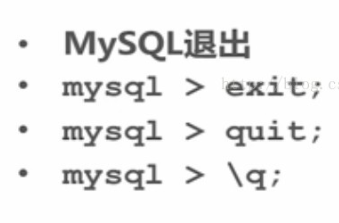 • MySQL退出
• mysql > exit;
• mysql > quit;
• mysql > \q;